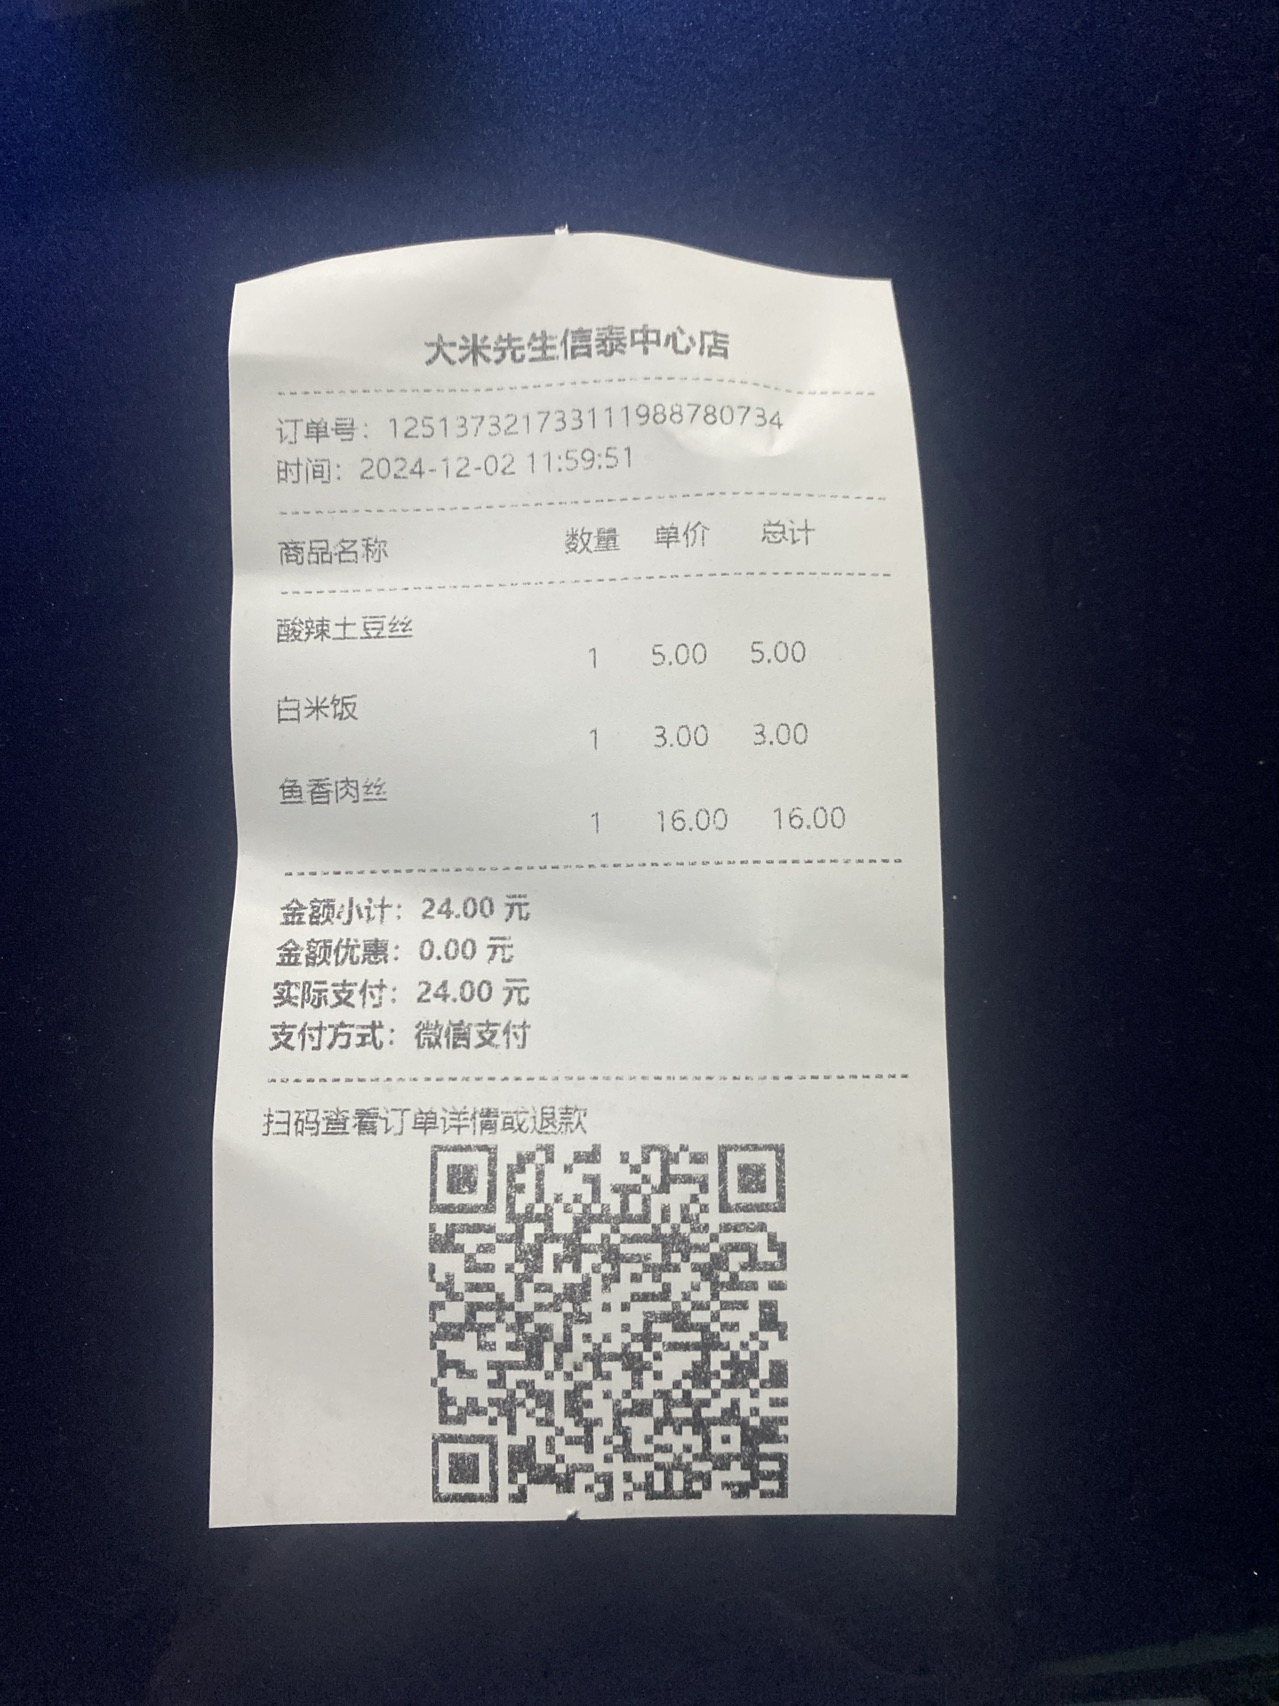 大米先生信泰中心店
订单号：1251373217331111988780734
时间：2024-12-02 11:59:51
商品名称 数量 单价 总计
酸辣土豆丝
1 5.00 5.00
白米饭
1 3.00 3.00
鱼香肉丝
1 16.00 16.00
金额小计：24.00 元
金额优惠：0.00 元
实际支付：24.00 元
支付方式：微信支付
扫码查看订单详情或退款